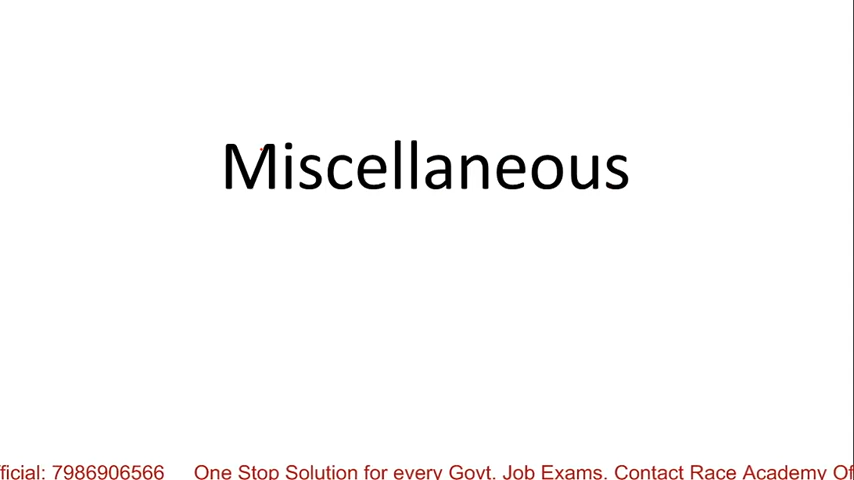 Miscellaneous
ficial: 7986906566 One Stop Solution for every Govt. Job Exams. Contact Race Academy Of